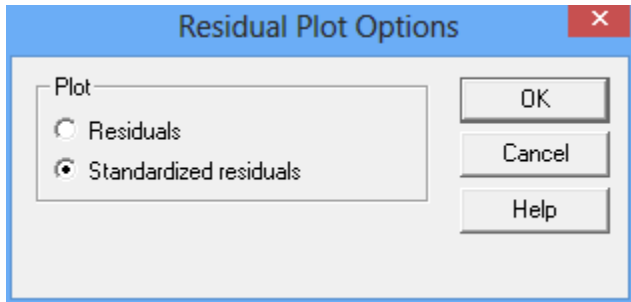 Residual Plot Options
Plot
Residuals
Standardized residuals
OK
Cancel
Help